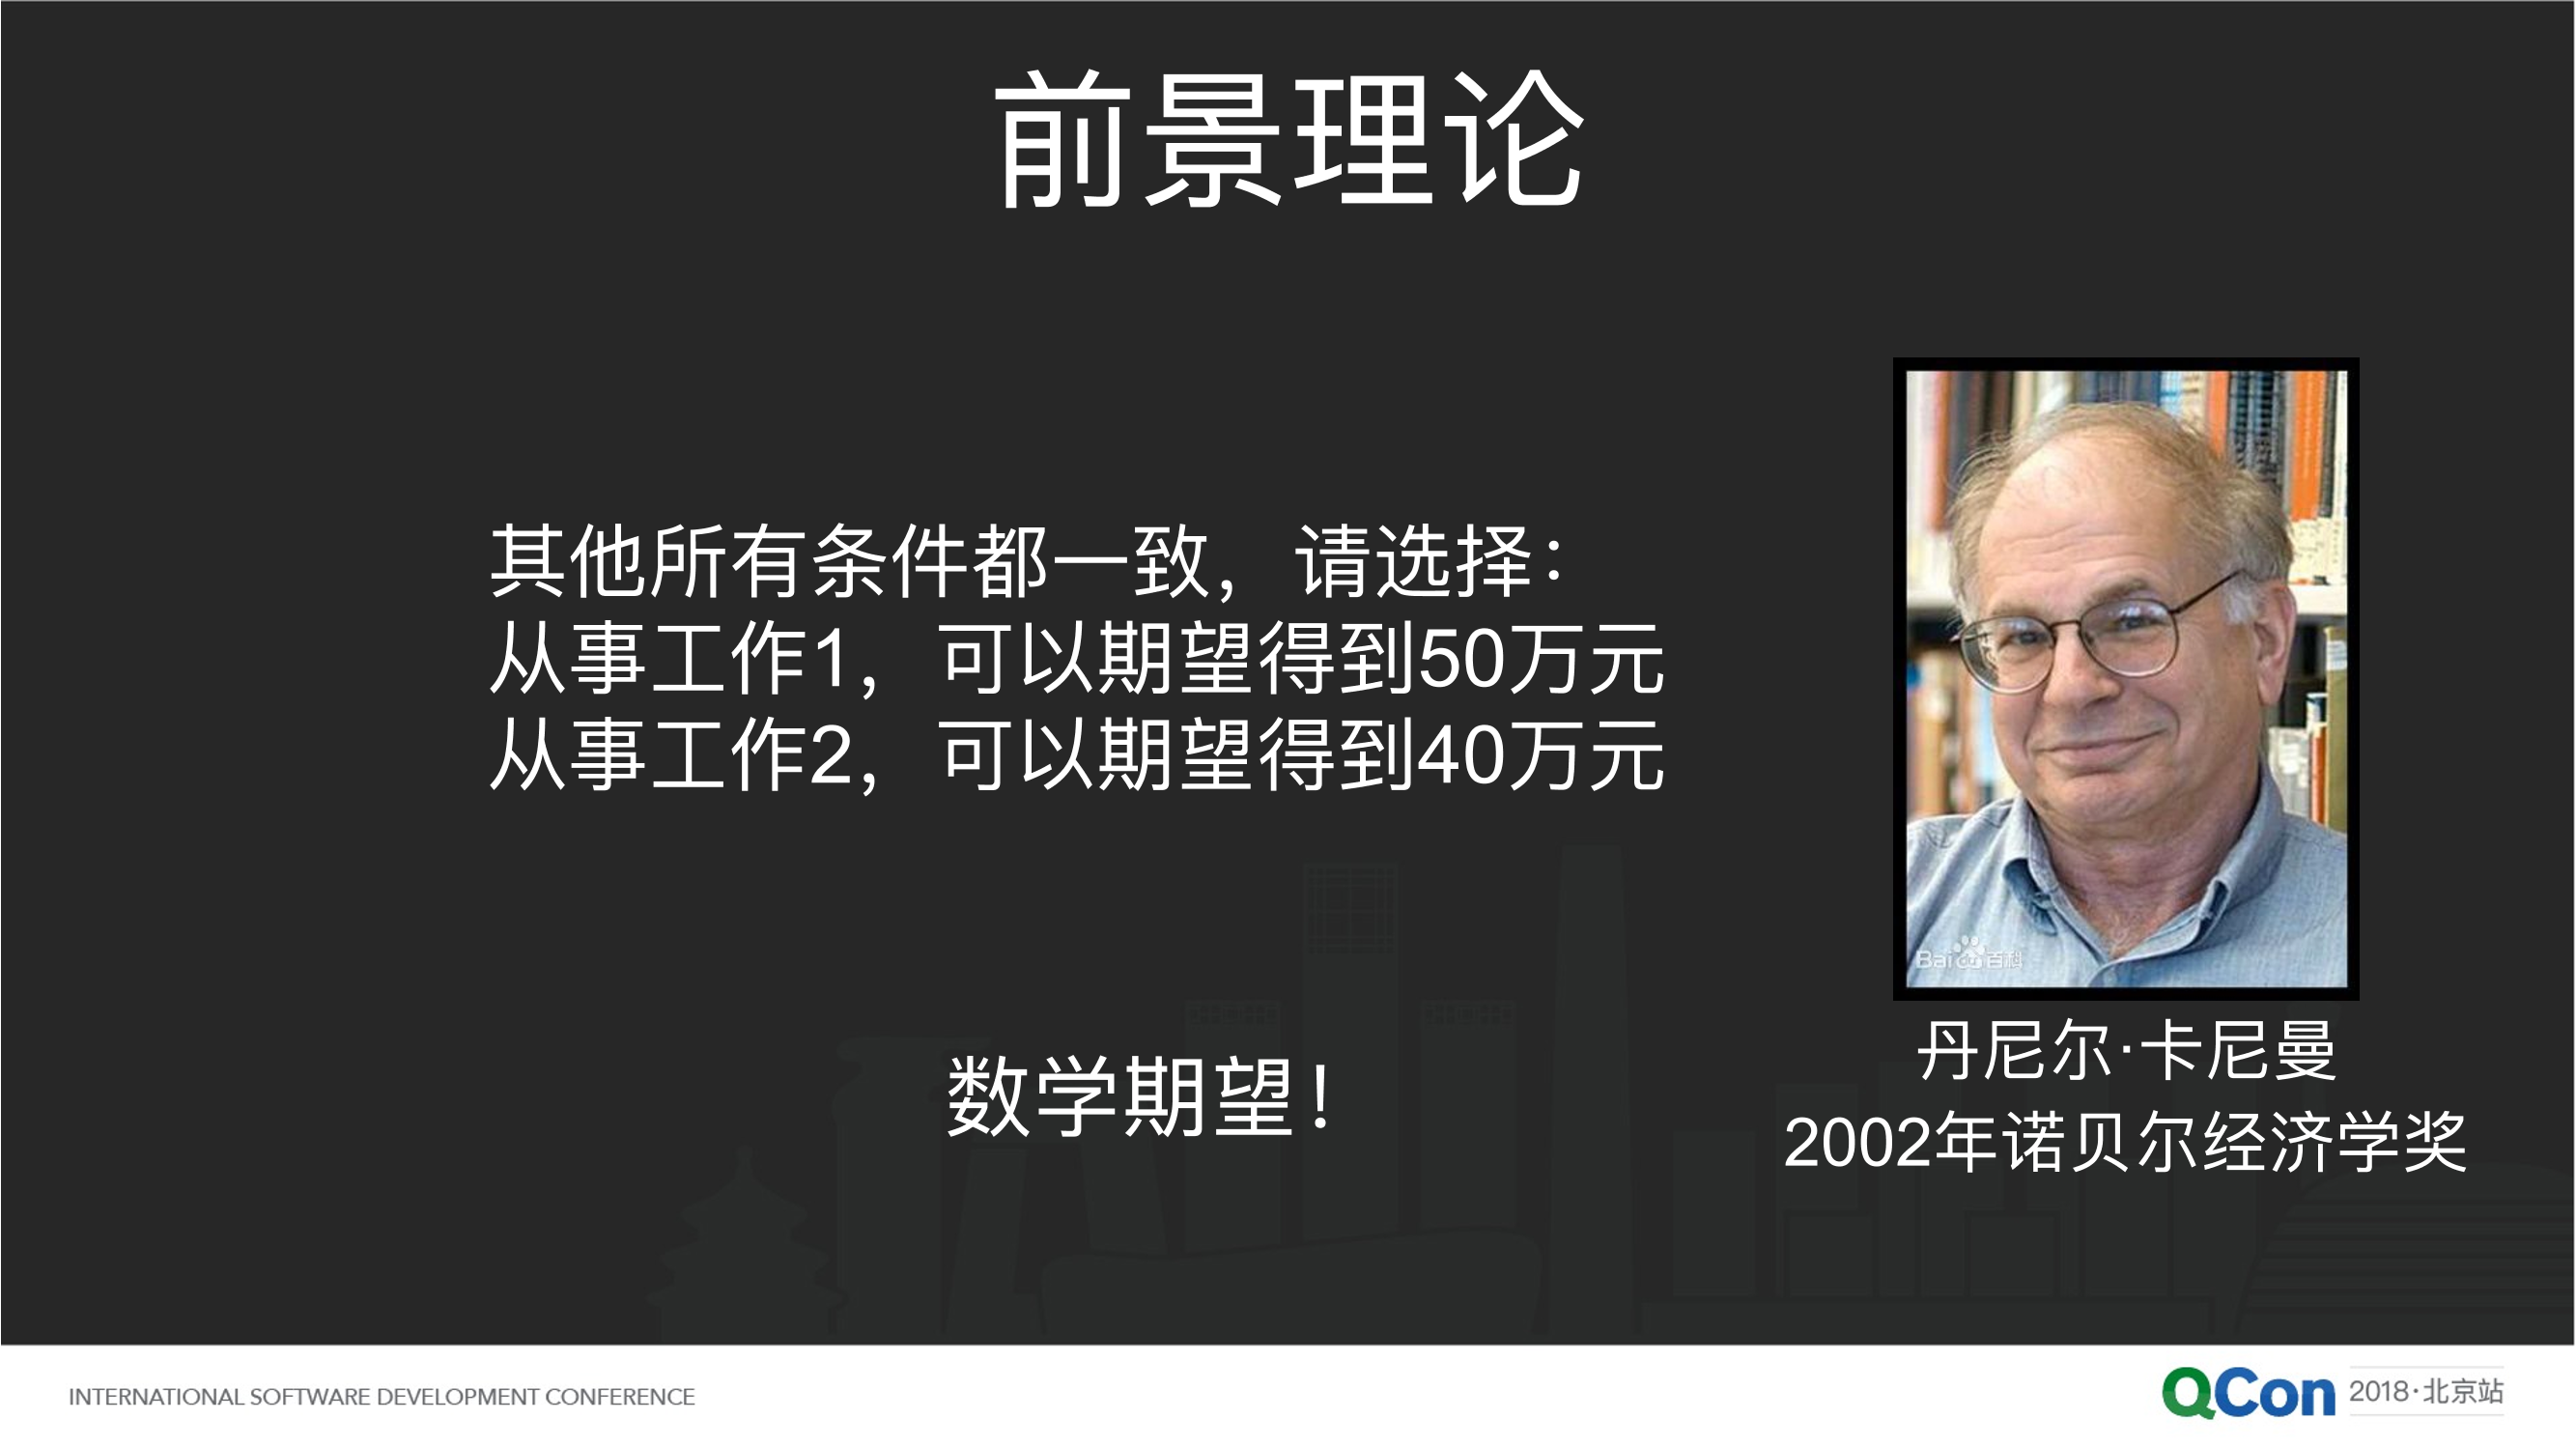 前景理论
其他所有条件都一致，请选择：
从事工作1，可以期望得到50万元
从事工作2，可以期望得到40万元
数学期望！
Bai du 百科
丹尼尔·卡尼曼
2002年诺贝尔经济学奖
INTERNATIONAL SOFTWARE DEVELOPMENT CONFERENCE
QCon 2018·北京站